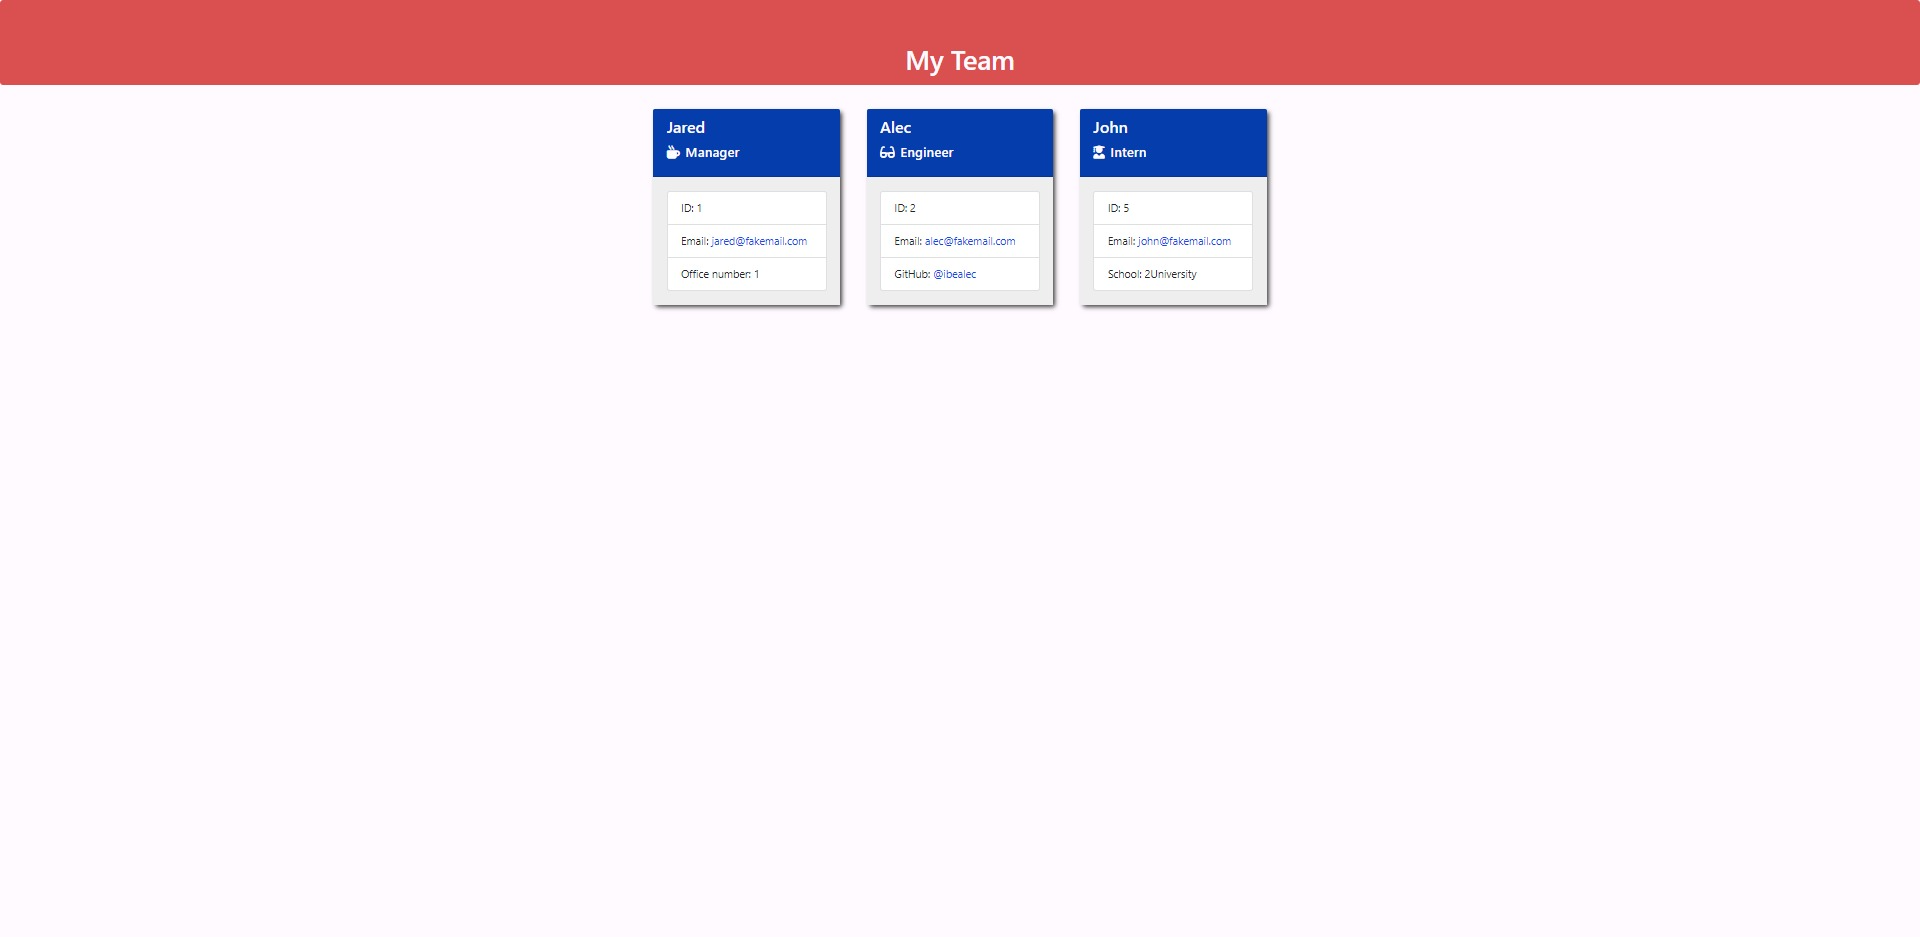 My Team
Jared
Manager
ID: 1
Email: jared@fakemail.com
Office number: 1
Alec
Engineer
ID: 2
Email: alec@fakemail.com
GitHub: @ibealec
John
Intern
ID: 5
Email: john@fakemail.com
School: 2University